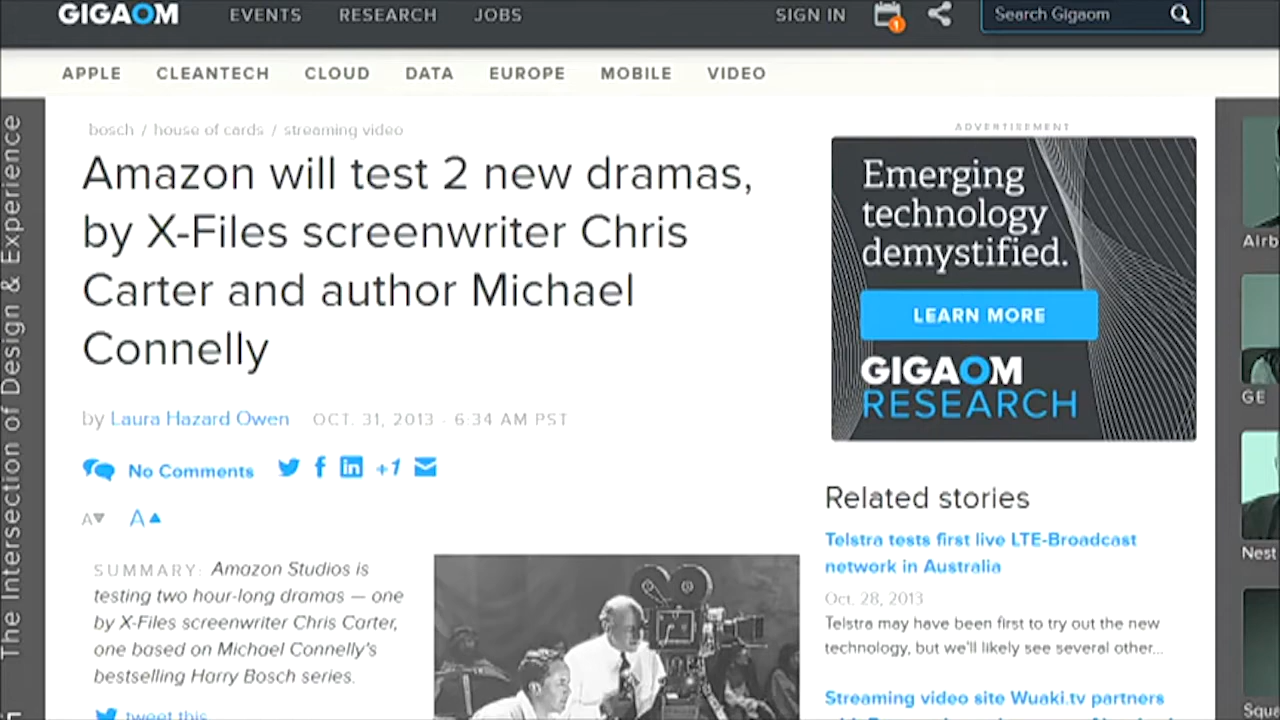 GIGAOM EVENTS RESEARCH JOBS SIGN IN 1 Search Gigaom
APPLE CLEANTECH CLOUD DATA EUROPE MOBILE VIDEO
The Intersection of Design & Experience
bosch / house of cards / streaming video
Amazon will test 2 new dramas,
by X-Files screenwriter Chris
Carter and author Michael
Connelly
by Laura Hazard Owen OCT. 31, 2013 - 6:34 AM PST
No Comments +1
A▼ A▲
SUMMARY: Amazon Studios is
testing two hour-long dramas — one
by X-Files screenwriter Chris Carter,
one based on Michael Connelly's
bestselling Harry Bosch series.
tweet this
ADVERTISEMENT
Emerging
technology
demystified.
LEARN MORE
GIGAOM
RESEARCH
Related stories
Telstra tests first live LTE-Broadcast
network in Australia
Oct. 28, 2013
Telstra may have been first to try out the new
technology, but we'll likely see several other...
Streaming video site Wuaki.tv partners
Airb
GE
Nest
Squa